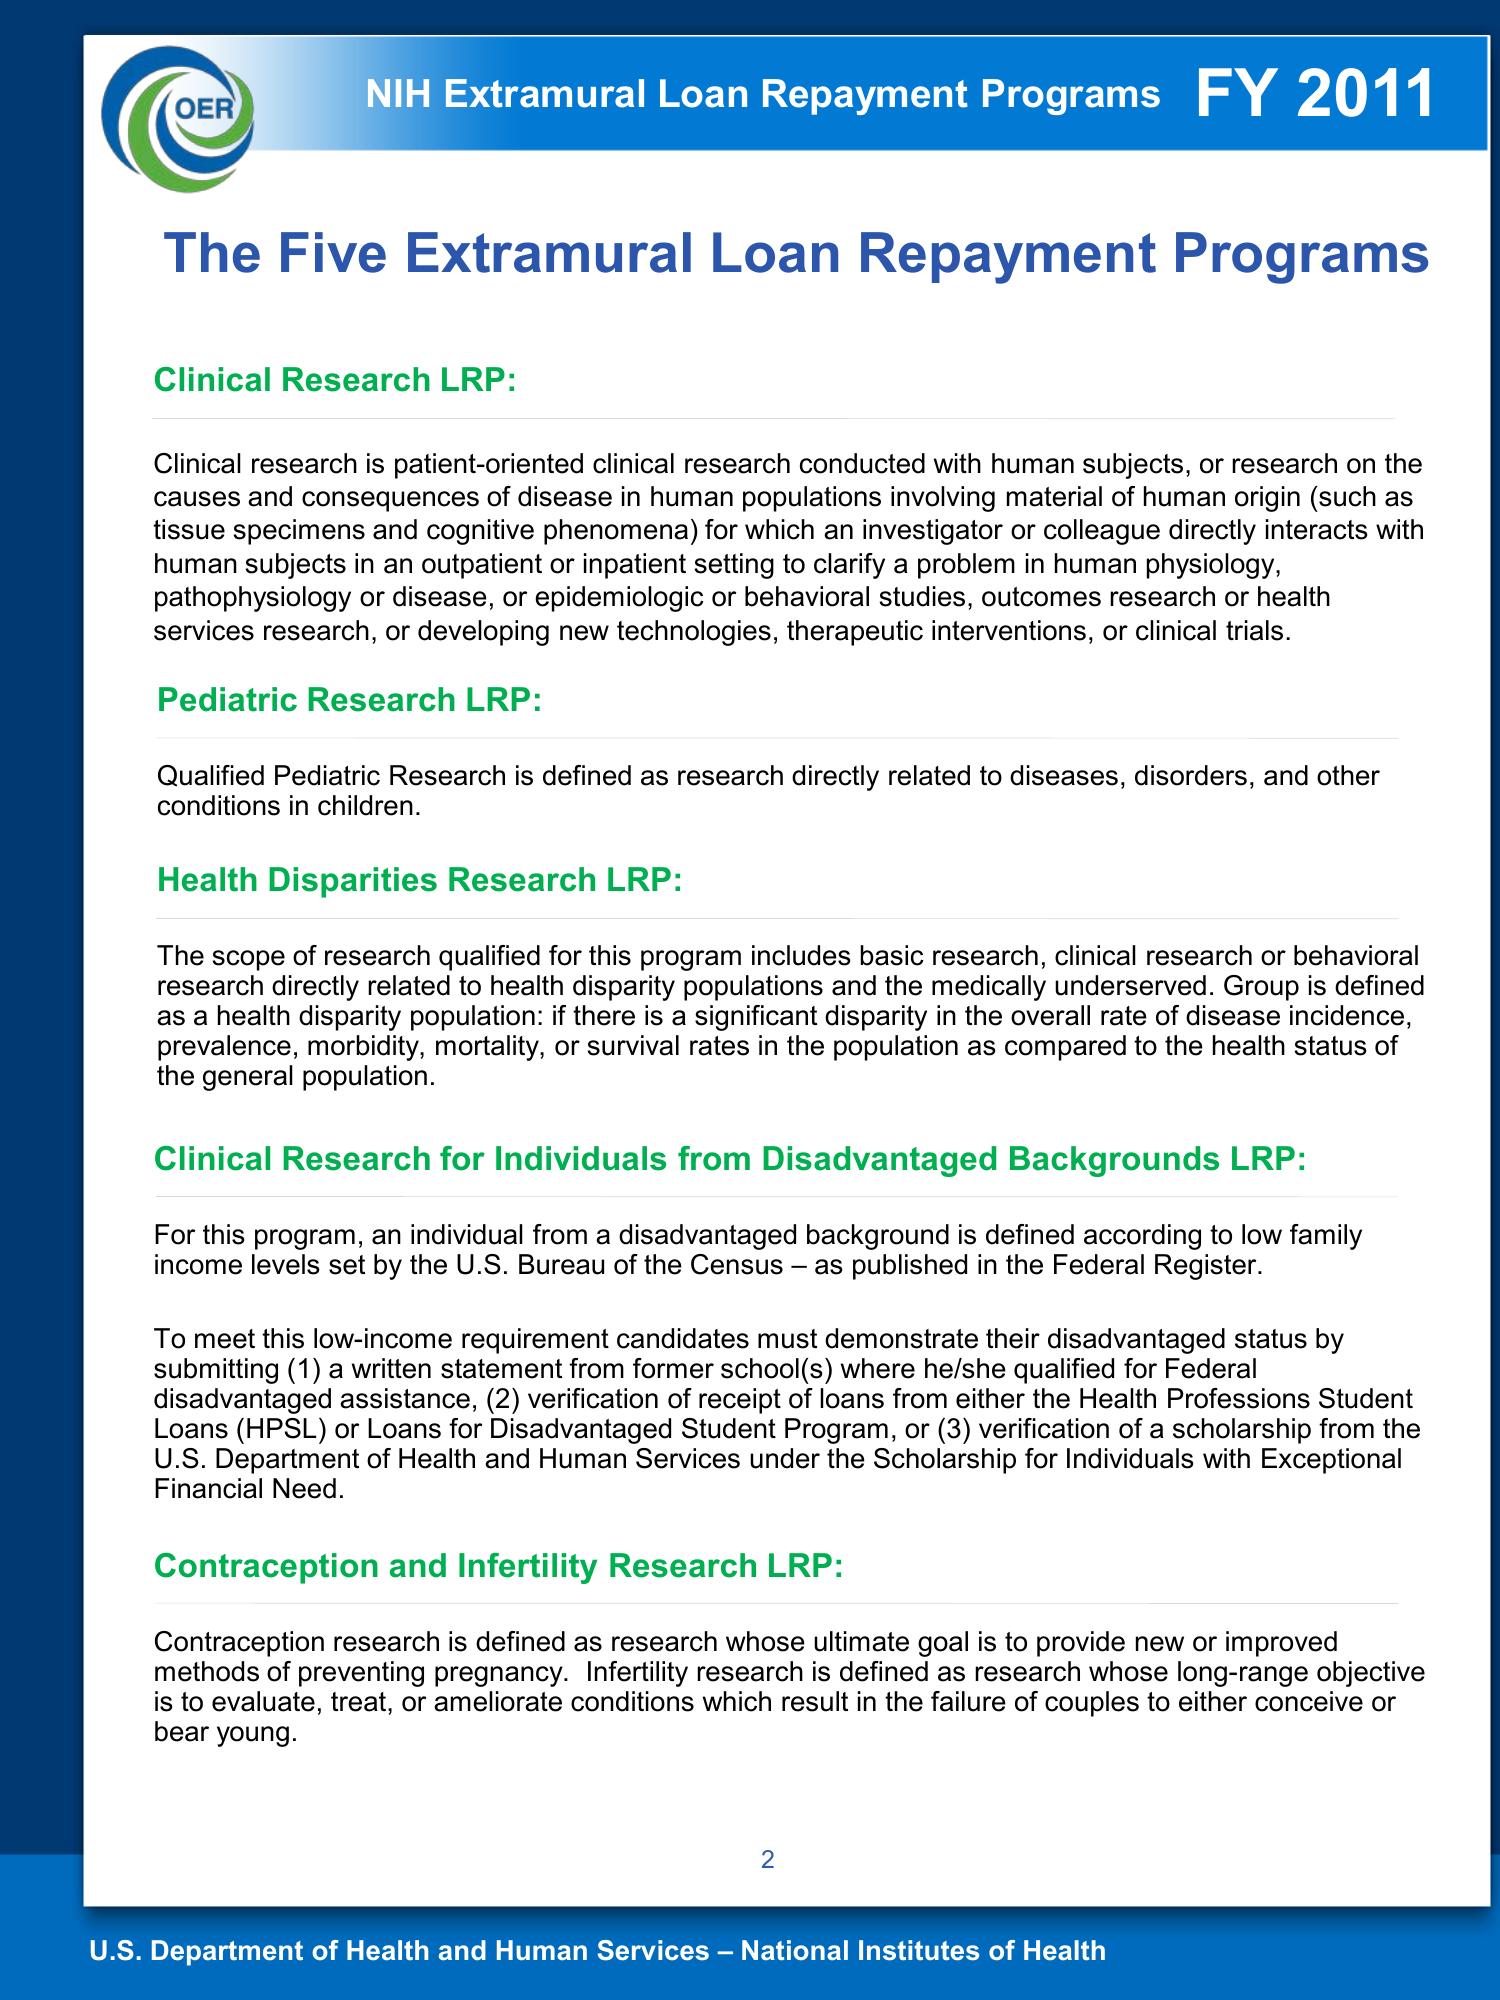 OER
NIH Extramural Loan Repayment Programs FY 2011
The Five Extramural Loan Repayment Programs
Clinical Research LRP:
Clinical research is patient-oriented clinical research conducted with human subjects, or research on the
causes and consequences of disease in human populations involving material of human origin (such as
tissue specimens and cognitive phenomena) for which an investigator or colleague directly interacts with
human subjects in an outpatient or inpatient setting to clarify a problem in human physiology,
pathophysiology or disease, or epidemiologic or behavioral studies, outcomes research or health
services research, or developing new technologies, therapeutic interventions, or clinical trials.
Pediatric Research LRP:
Qualified Pediatric Research is defined as research directly related to diseases, disorders, and other
conditions in children.
Health Disparities Research LRP:
The scope of research qualified for this program includes basic research, clinical research or behavioral
research directly related to health disparity populations and the medically underserved. Group is defined
as a health disparity population: if there is a significant disparity in the overall rate of disease incidence,
prevalence, morbidity, mortality, or survival rates in the population as compared to the health status of
the general population.
Clinical Research for Individuals from Disadvantaged Backgrounds LRP:
For this program, an individual from a disadvantaged background is defined according to low family
income levels set by the U.S. Bureau of the Census – as published in the Federal Register.
To meet this low-income requirement candidates must demonstrate their disadvantaged status by
submitting (1) a written statement from former school(s) where he/she qualified for Federal
disadvantaged assistance, (2) verification of receipt of loans from either the Health Professions Student
Loans (HPSL) or Loans for Disadvantaged Student Program, or (3) verification of a scholarship from the
U.S. Department of Health and Human Services under the Scholarship for Individuals with Exceptional
Financial Need.
Contraception and Infertility Research LRP:
Contraception research is defined as research whose ultimate goal is to provide new or improved
methods of preventing pregnancy.  Infertility research is defined as research whose long-range objective
is to evaluate, treat, or ameliorate conditions which result in the failure of couples to either conceive or
bear young.
2
U.S. Department of Health and Human Services – National Institutes of Health